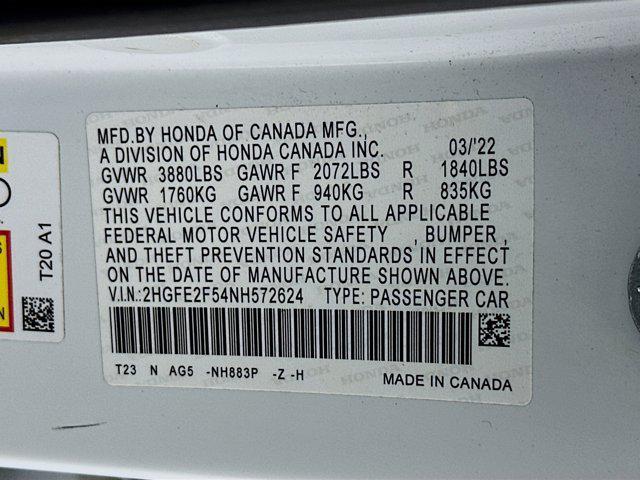 MFD.BY HONDA OF CANADA MFG.,
A DIVISION OF HONDA CANADA INC. 03/'22
GVWR 3880LBS GAWR F 2072LBS R 1840LBS
GVWR 1760KG GAWR F 940KG R 835KG
THIS VEHICLE CONFORMS TO ALL APPLICABLE
FEDERAL MOTOR VEHICLE SAFETY , BUMPER ,
AND THEFT PREVENTION STANDARDS IN EFFECT
ON THE DATE OF MANUFACTURE SHOWN ABOVE.
V.I.N.:2HGFE2F54NH572624 TYPE: PASSENGER CAR
T23 N AG5 -NH883P -Z -H
MADE IN CANADA
T20 A1